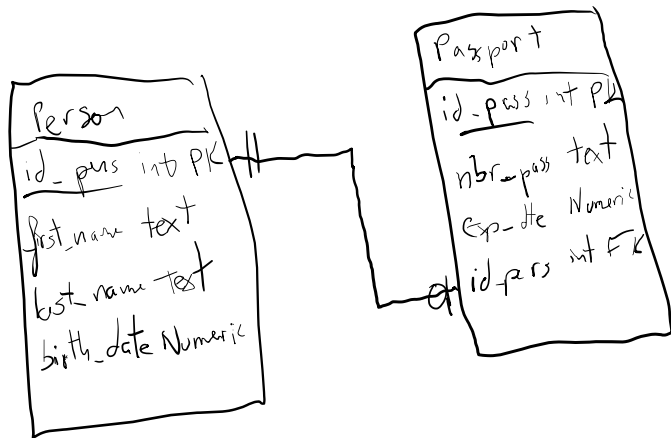 Person
id_pers int PK
first_name text
last_name text
birth_date Numeric
Passport
id_pass int PK
nbr_pass text
exp_dte Numeric
id_pers int FK